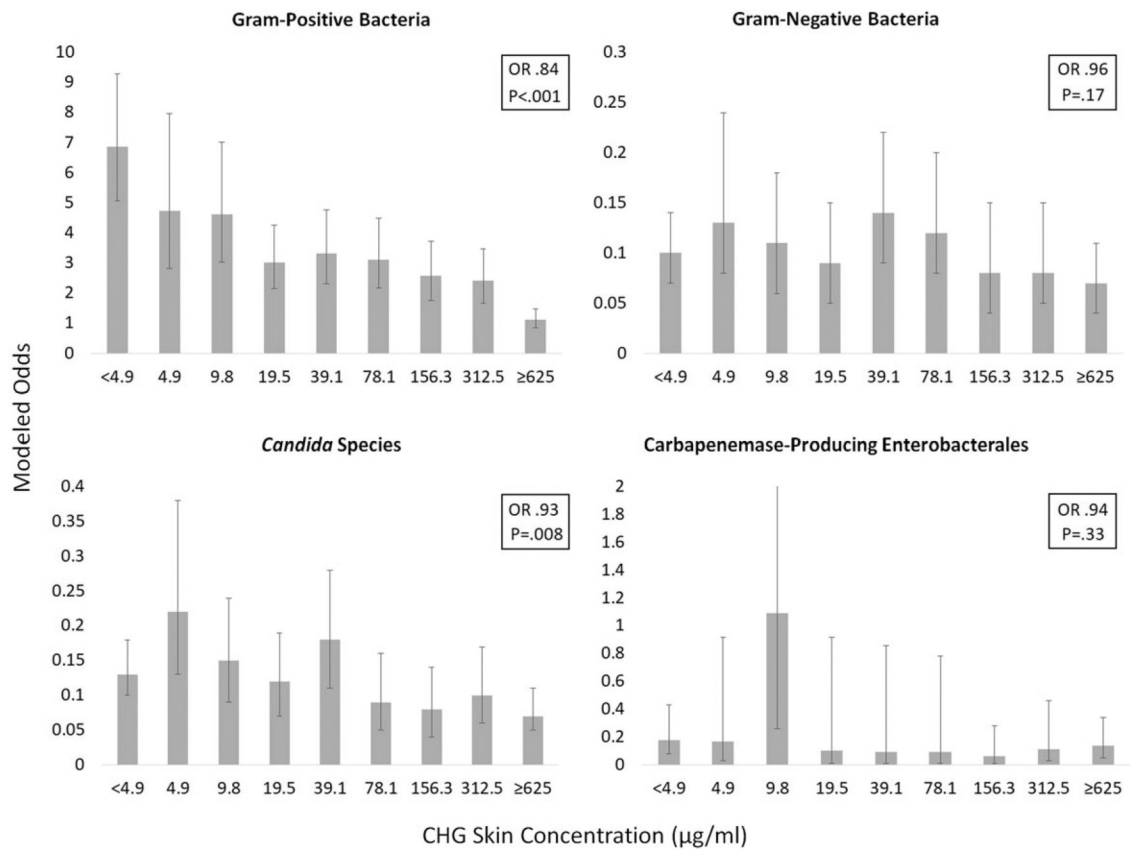 Gram-Positive Bacteria
10
9
8
7
6
5
4
3
2
1
0
OR .84
P<.001
<4.9 4.9 9.8 19.5 39.1 78.1 156.3 312.5 ≥625
Gram-Negative Bacteria
0.3
0.25
0.2
0.15
0.1
0.05
0
OR .96
P=.17
<4.9 4.9 9.8 19.5 39.1 78.1 156.3 312.5 ≥625
Modeled Odds
Candida Species
0.4
0.35
0.3
0.25
0.2
0.15
0.1
0.05
0
OR .93
P=.008
<4.9 4.9 9.8 19.5 39.1 78.1 156.3 312.5 ≥625
Carbapenemase-Producing Enterobacterales
2
1.8
1.6
1.4
1.2
1
0.8
0.6
0.4
0.2
0
OR .94
P=.33
<4.9 4.9 9.8 19.5 39.1 78.1 156.3 312.5 ≥625
CHG Skin Concentration (µg/ml)